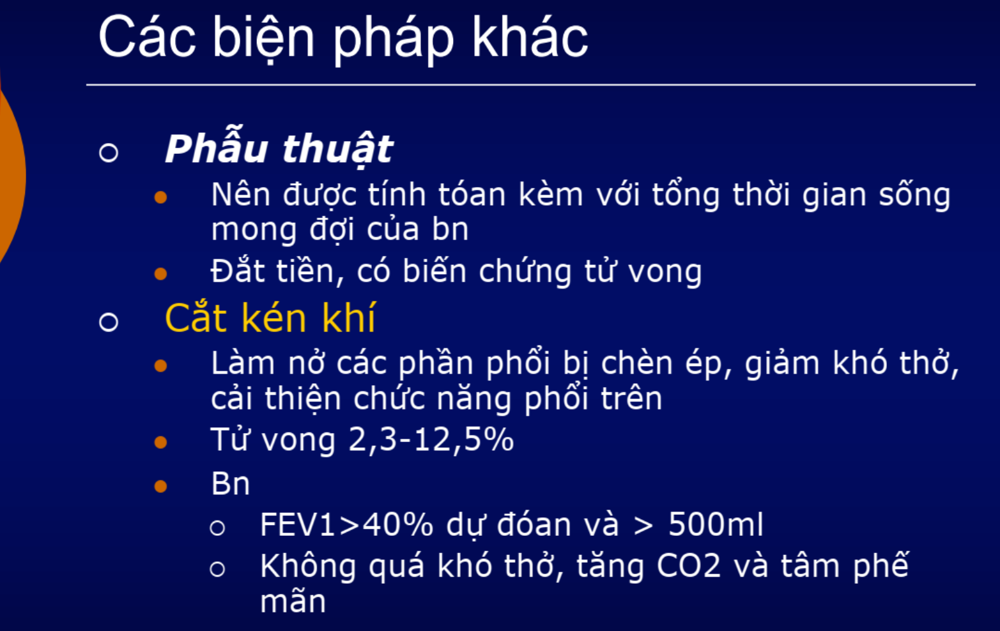 Các biện pháp khác
Phẫu thuật
Nên được tính tóan kèm với tổng thời gian sống
mong đợi của bn
Đắt tiền, có biến chứng tử vong
Cắt kén khí
Làm nở các phần phổi bị chèn ép, giảm khó thở,
cải thiện chức năng phổi trên
Tử vong 2,3-12,5%
Bn
FEV1>40% dự đóan và > 500ml
Không quá khó thở, tăng CO2 và tâm phế
mãn